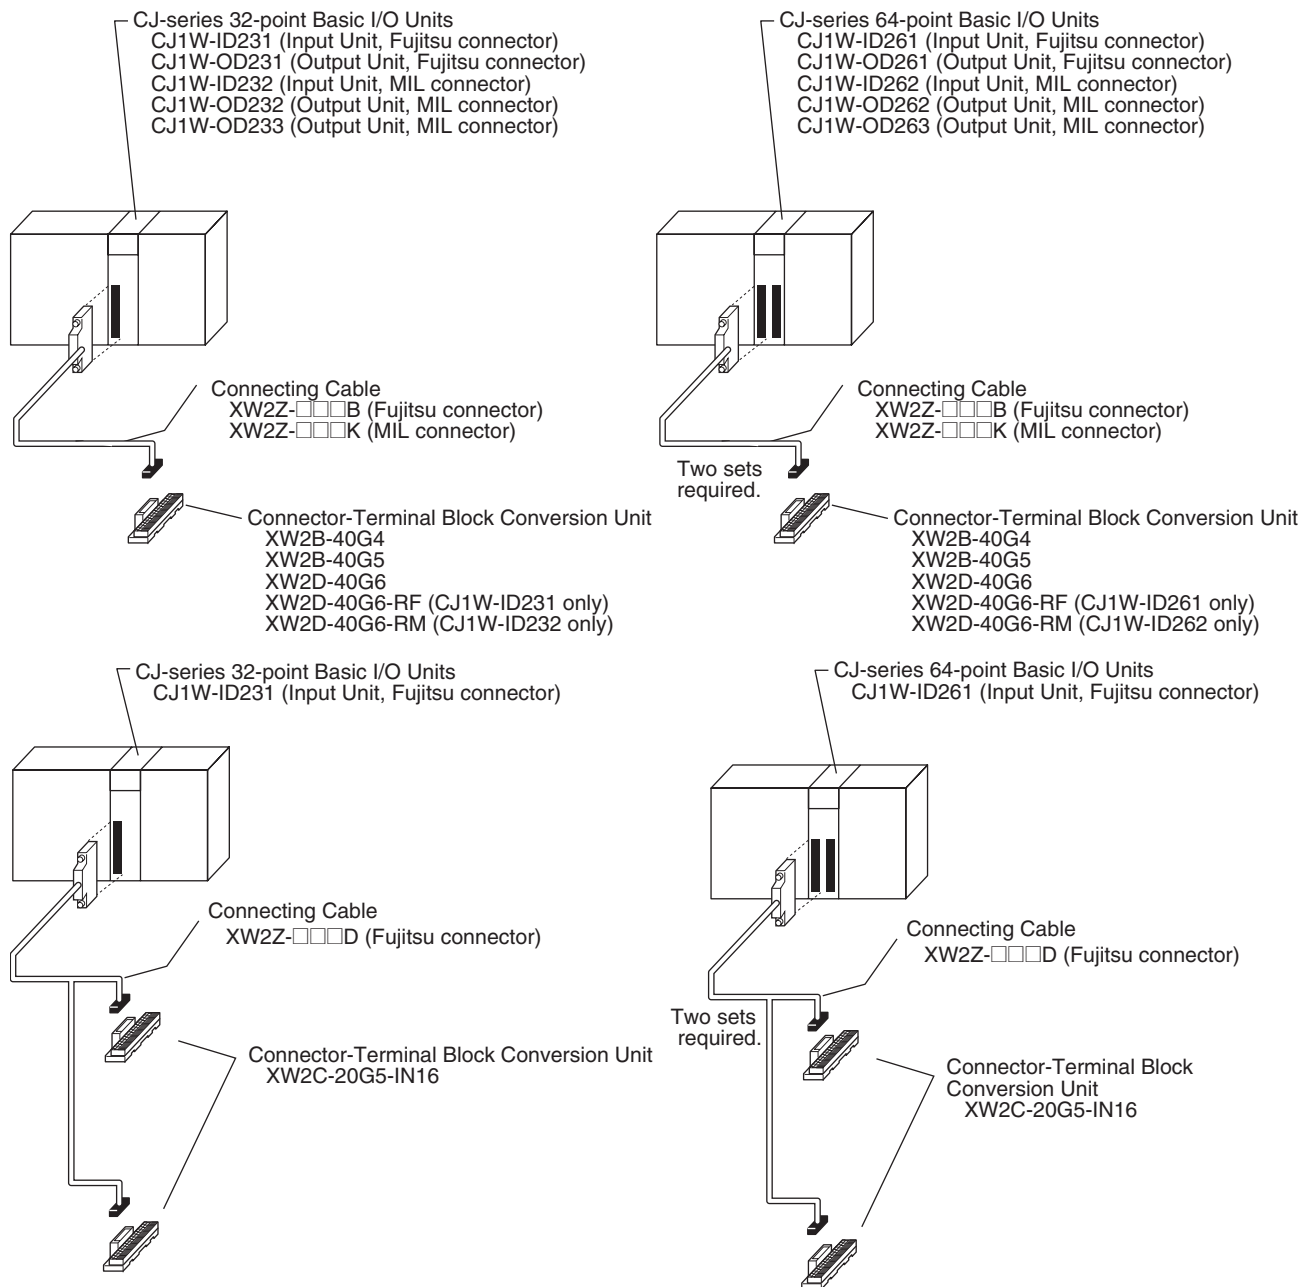 CJ-series 32-point Basic I/O Units
CJ1W-ID231 (Input Unit, Fujitsu connector)
CJ1W-OD231 (Output Unit, Fujitsu connector)
CJ1W-ID232 (Input Unit, MIL connector)
CJ1W-OD232 (Output Unit, MIL connector)
CJ1W-OD233 (Output Unit, MIL connector)
Connecting Cable
XW2Z-□□□B (Fujitsu connector)
XW2Z-□□□K (MIL connector)
Connector-Terminal Block Conversion Unit
XW2B-40G4
XW2B-40G5
XW2D-40G6
XW2D-40G6-RF (CJ1W-ID231 only)
XW2D-40G6-RM (CJ1W-ID232 only)
CJ-series 64-point Basic I/O Units
CJ1W-ID261 (Input Unit, Fujitsu connector)
CJ1W-OD261 (Output Unit, Fujitsu connector)
CJ1W-ID262 (Input Unit, MIL connector)
CJ1W-OD262 (Output Unit, MIL connector)
CJ1W-OD263 (Output Unit, MIL connector)
Connecting Cable
XW2Z-□□□B (Fujitsu connector)
XW2Z-□□□K (MIL connector)
Two sets
required.
Connector-Terminal Block Conversion Unit
XW2B-40G4
XW2B-40G5
XW2D-40G6
XW2D-40G6-RF (CJ1W-ID261 only)
XW2D-40G6-RM (CJ1W-ID262 only)
CJ-series 32-point Basic I/O Units
CJ1W-ID231 (Input Unit, Fujitsu connector)
Connecting Cable
XW2Z-□□□D (Fujitsu connector)
Connector-Terminal Block Conversion Unit
XW2C-20G5-IN16
CJ-series 64-point Basic I/O Units
CJ1W-ID261 (Input Unit, Fujitsu connector)
Connecting Cable
XW2Z-□□□D (Fujitsu connector)
Two sets
required.
Connector-Terminal Block
Conversion Unit
XW2C-20G5-IN16